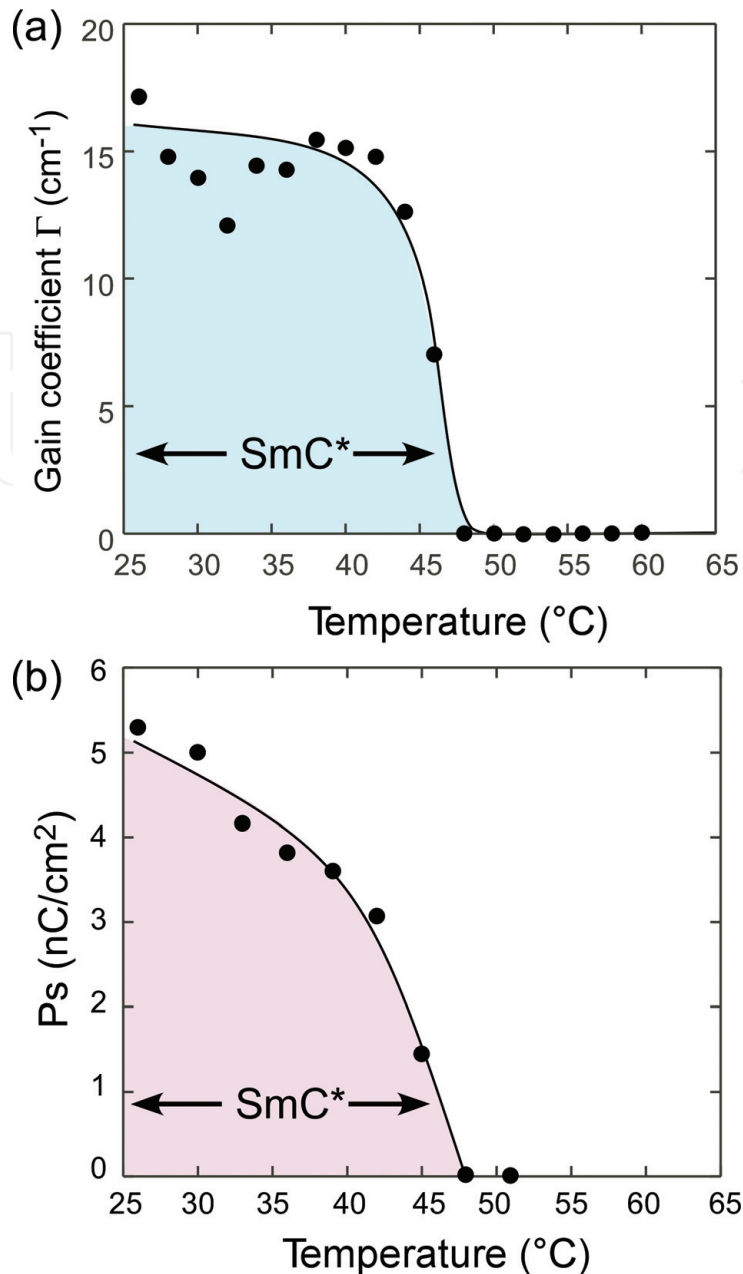 (a)
20
15
10
5
0
Gain coefficient Γ (cm⁻¹)
SmC*
25 30 35 40 45 50 55 60 65
Temperature (°C)
(b)
6
5
4
3
2
1
0
Ps (nC/cm²)
SmC*
25 30 35 40 45 50 55 60 65
Temperature (°C)